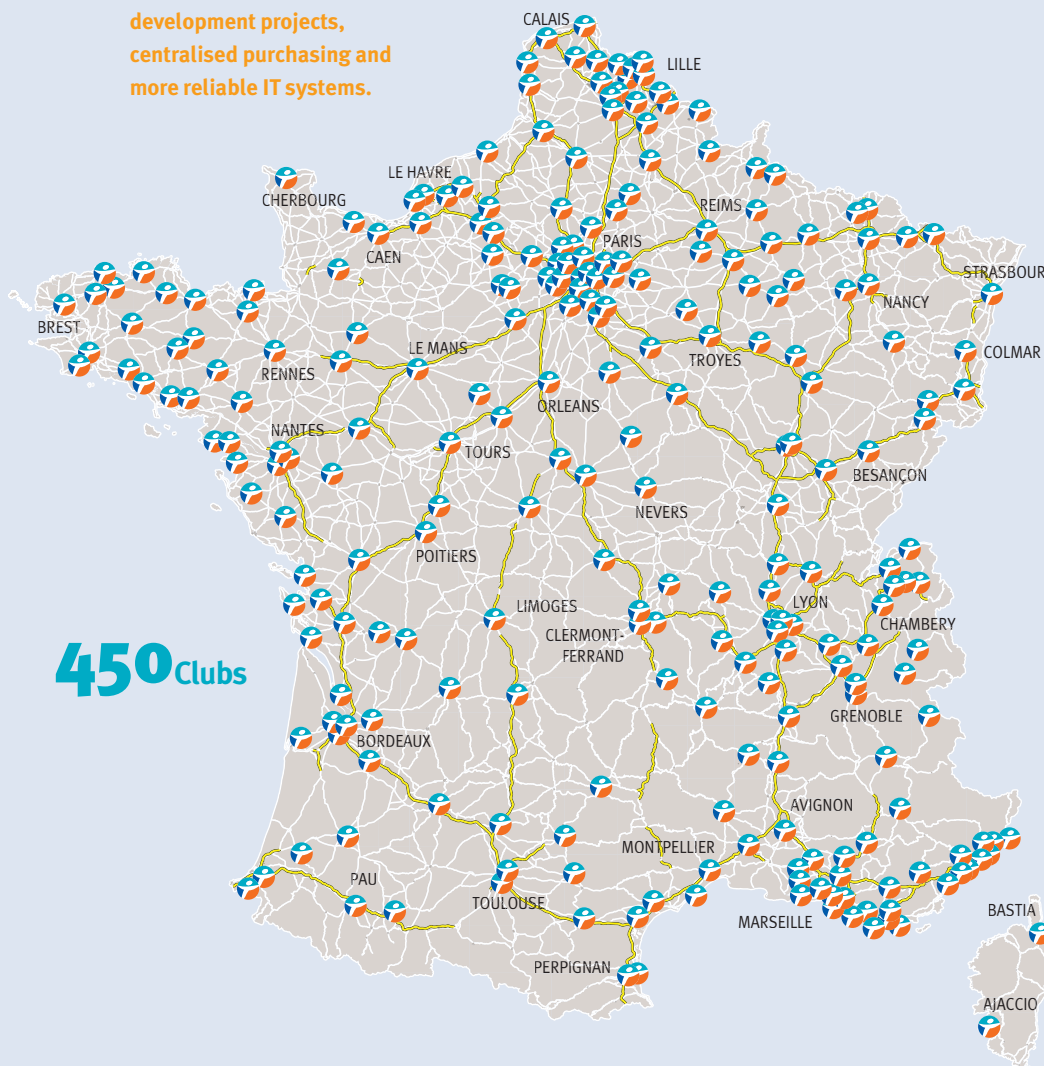 development projects,
centralised purchasing and
more reliable IT systems.
CALAIS
LILLE
LE HAVRE
CHERBOURG
REIMS
CAEN
PARIS
STRASBOUR
NANCY
BREST
LE MANS
TROYES
COLMAR
RENNES
ORLEANS
NANTES
TOURS
BESANÇON
NEVERS
POITIERS
LIMOGES
LYON
CLERMONT-
FERRAND
CHAMBERY
450 Clubs
GRENOBLE
BORDEAUX
AVIGNON
MONTPELLIER
PAU
TOULOUSE
MARSEILLE
BASTIA
PERPIGNAN
AJACCIO